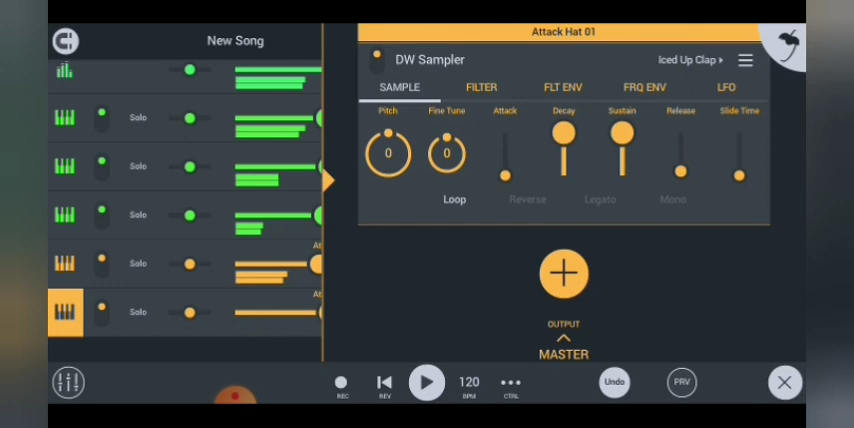 New Song
Attack Hat 01
DW Sampler
Iced Up Clap
SAMPLE
FILTER
FLT ENV
FRQ ENV
LFO
Pitch
Fine Tune
Attack
Decay
Sustain
Release
Slide Time
0
0
Loop
Reverse
Legato
Mono
Solo
Solo
Solo
At
Solo
At
Solo
OUTPUT
MASTER
REC
REV
120
BPM
CTRL
Undo
PRV